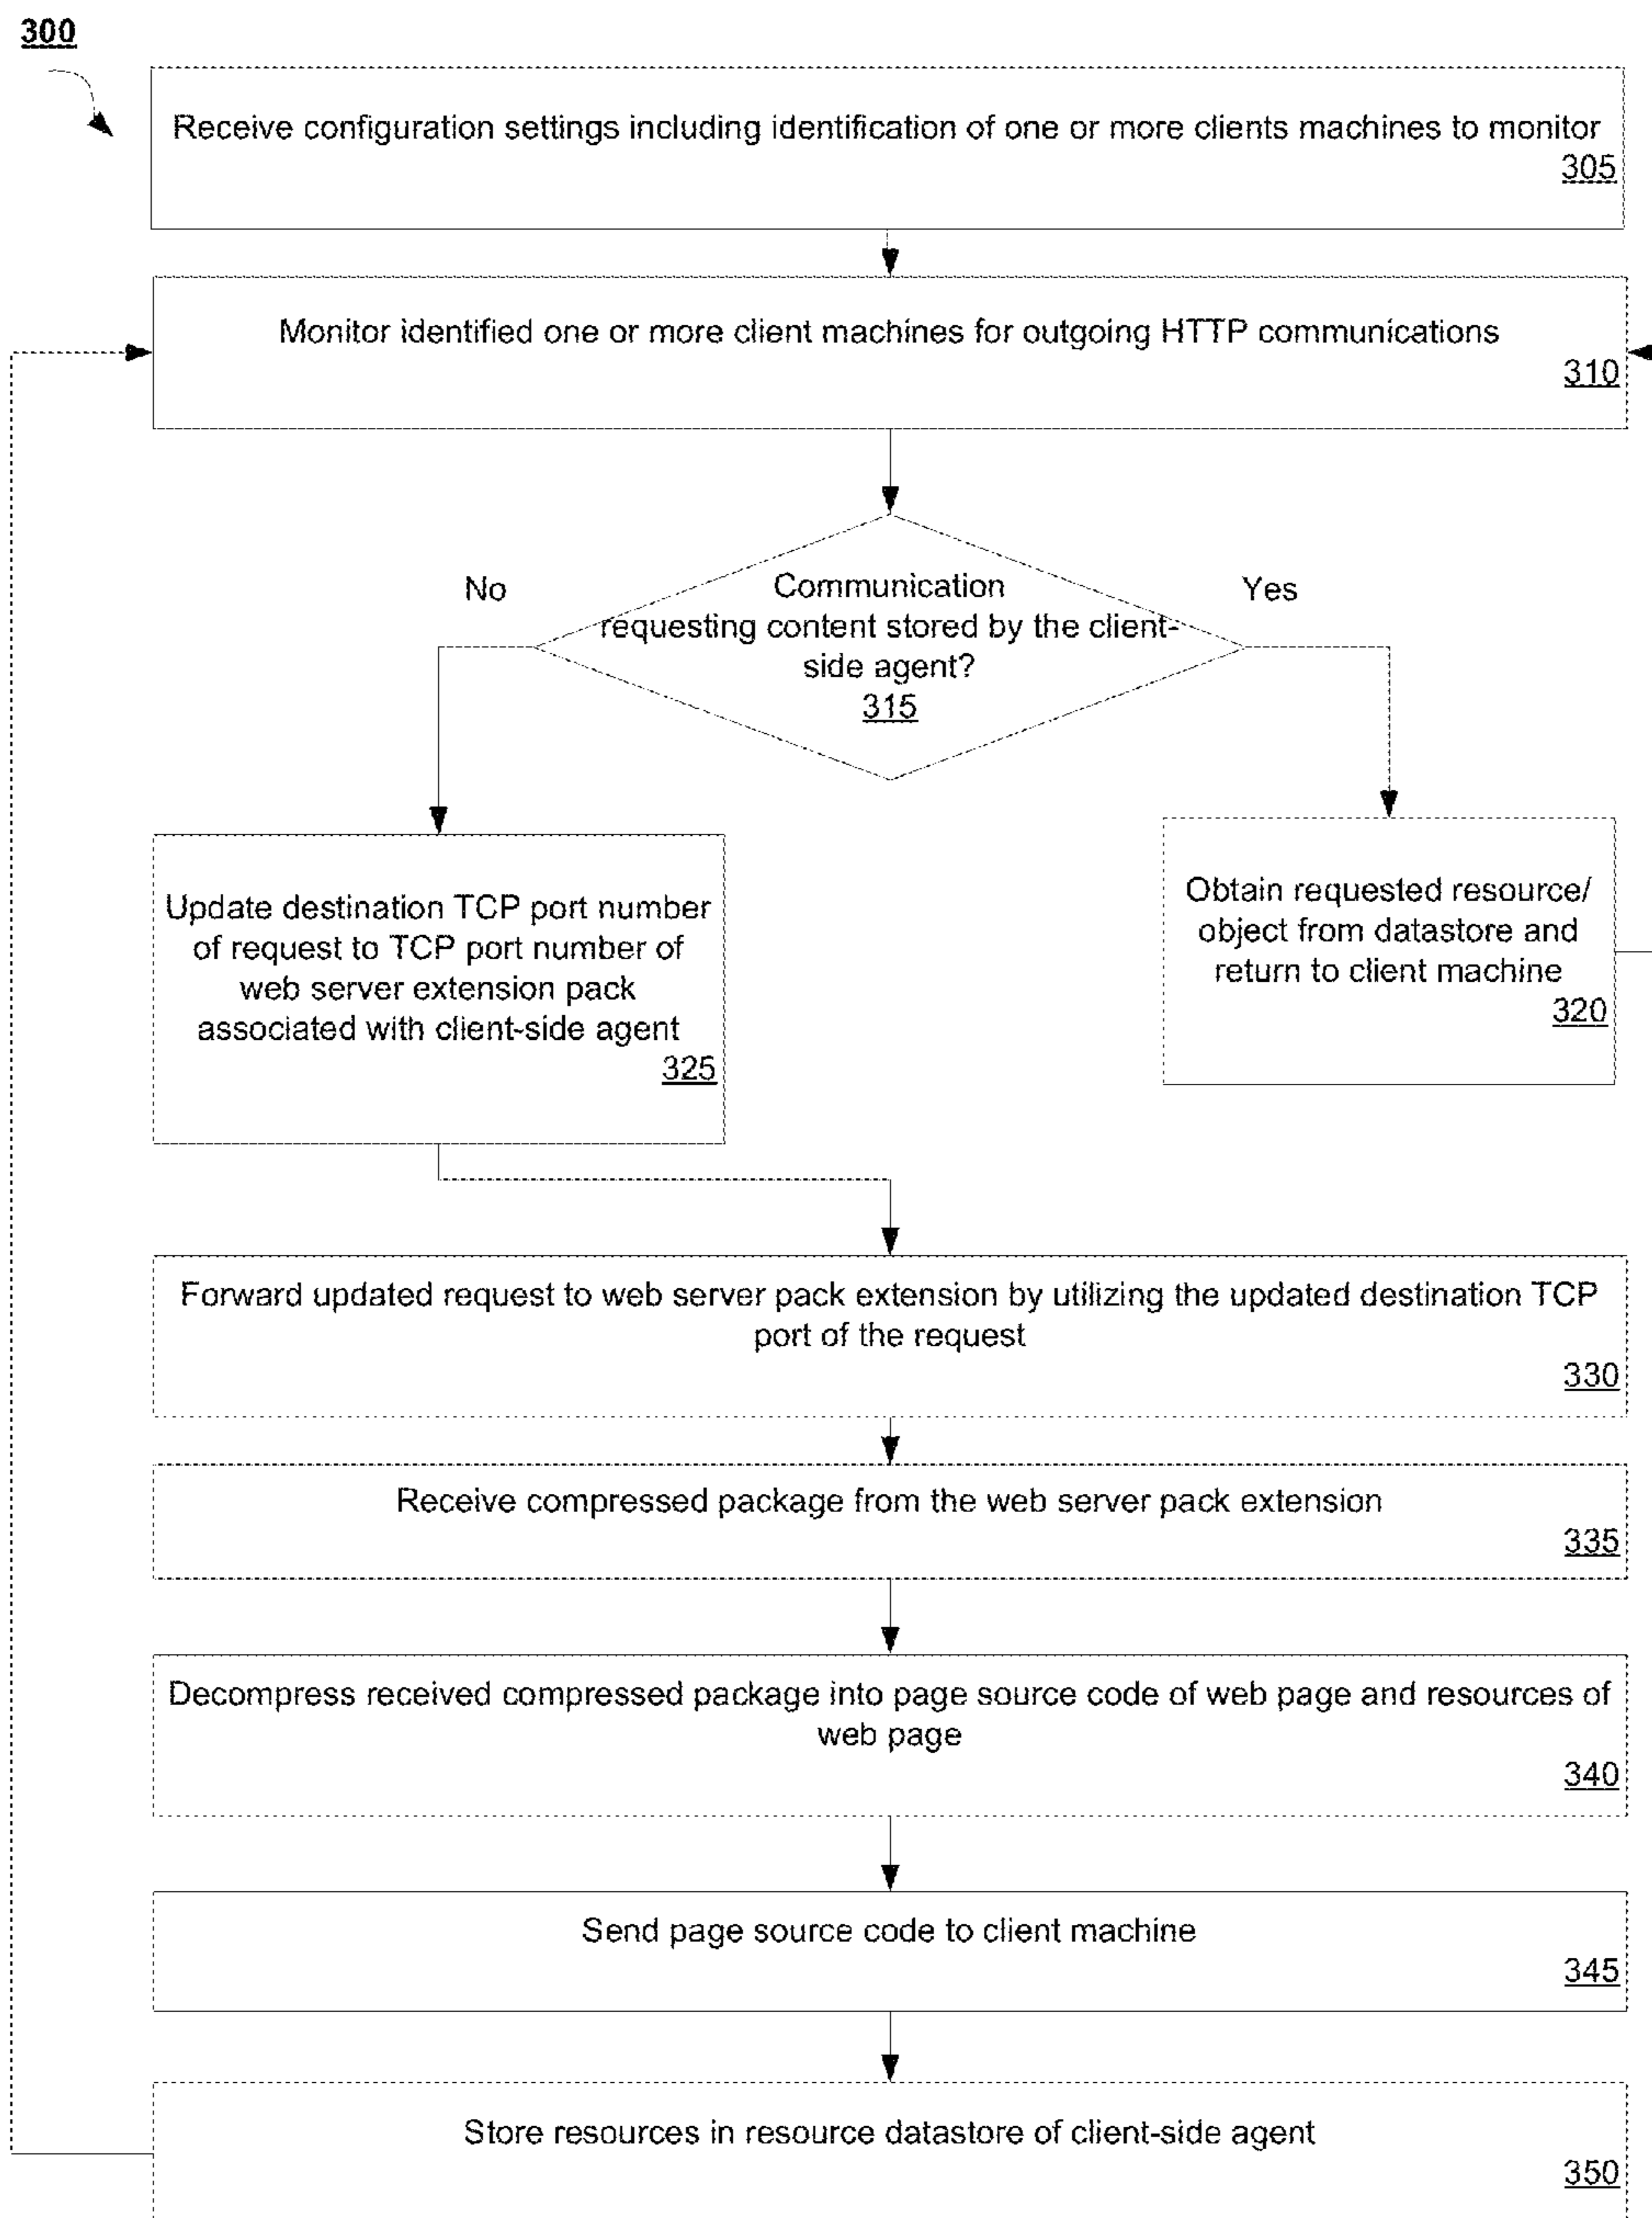 300
Receive configuration settings including identification of one or more clients machines to monitor
305
Monitor identified one or more client machines for outgoing HTTP communications
310
No
Communication
requesting content stored by the client-
side agent?
315
Yes
Update destination TCP port number
of request to TCP port number of
web server extension pack
associated with client-side agent
325
Obtain requested resource/
object from datastore and
return to client machine
320
Forward updated request to web server pack extension by utilizing the updated destination TCP
port of the request
330
Receive compressed package from the web server pack extension
335
Decompress received compressed package into page source code of web page and resources of
web page
340
Send page source code to client machine
345
Store resources in resource datastore of client-side agent
350